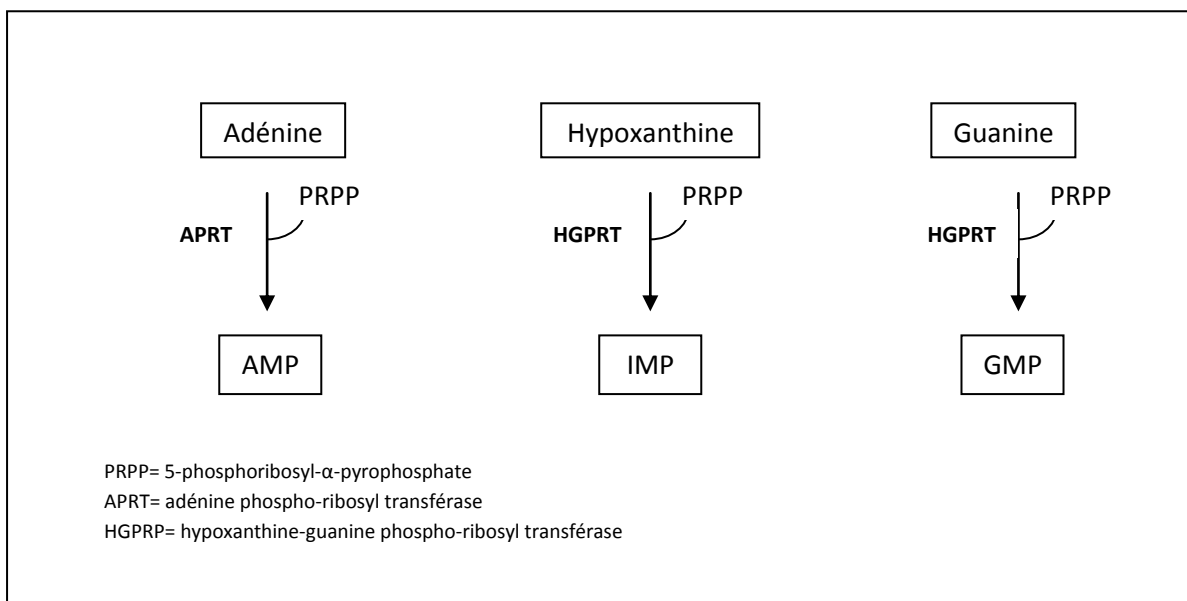 Adénine Hypoxanthine Guanine
PRPP PRPP PRPP
APRT HGPRT HGPRT
AMP IMP GMP
PRPP= 5-phosphoribosyl-α-pyrophosphate
APRT= adénine phospho-ribosyl transférase
HGPRP= hypoxanthine-guanine phospho-ribosyl transférase